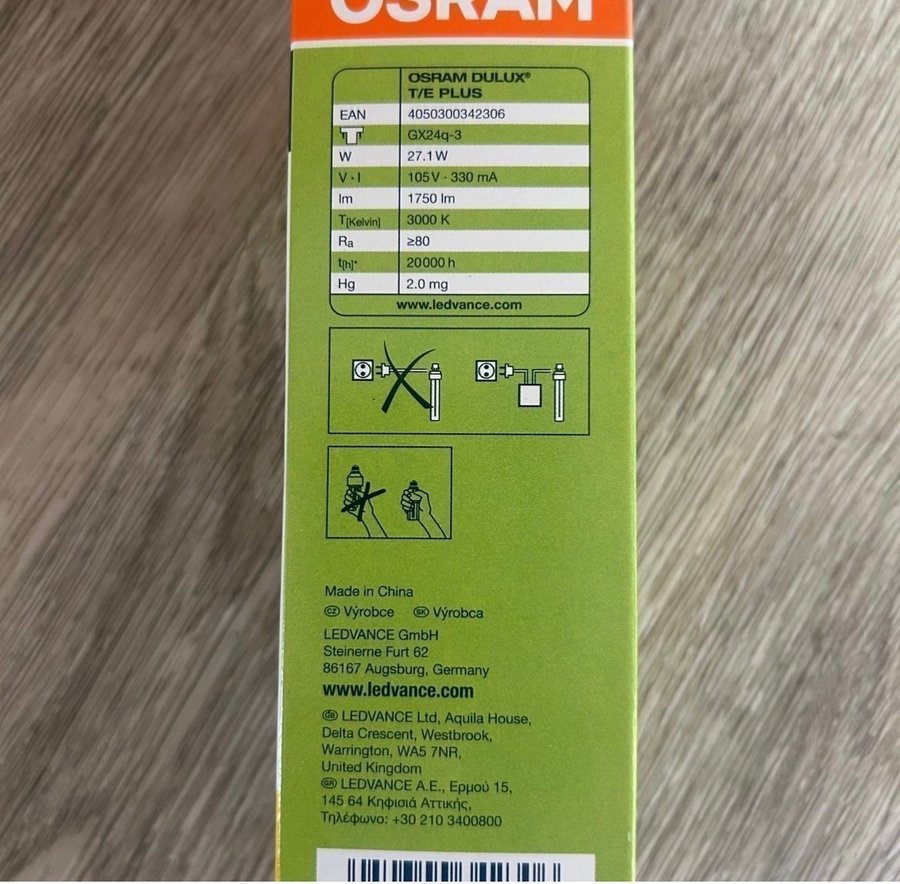 OSRAM
OSRAM DULUX®
T/E PLUS
EAN 4050300342306
GX24q-3
W 27.1W
V · I 105V · 330 mA
lm 1750 lm
T[Kelvin] 3000 K
Ra ≥80
t[h]* 20000h
Hg 2.0 mg
www.ledvance.com
Made in China
CZ Výrobce SK Výrobca
LEDVANCE GmbH
Steinerne Furt 62
86167 Augsburg, Germany
www.ledvance.com
GB LEDVANCE Ltd, Aquila House,
Delta Crescent, Westbrook,
Warrington, WA5 7NR,
United Kingdom
GR LEDVANCE A.E., Ερμού 15,
145 64 Κηφισιά Αττικής,
Τηλέφωνο: +30 210 3400800